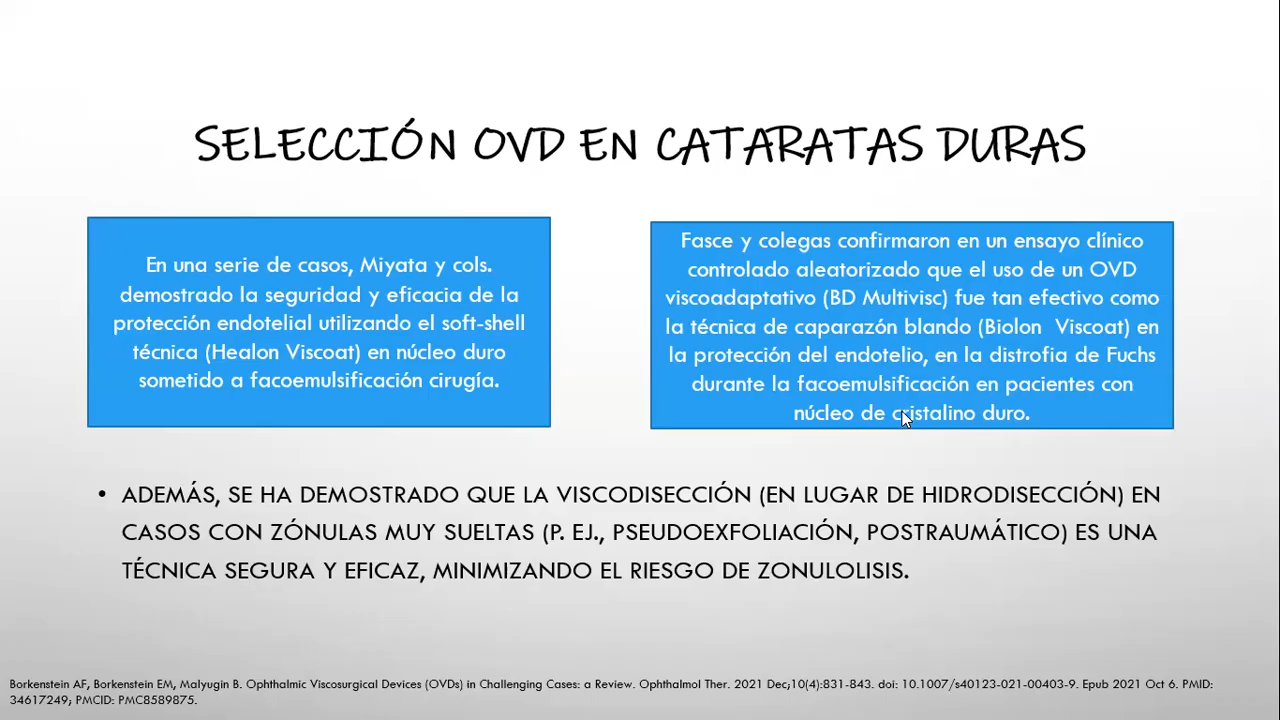 SELECCIÓN OVD EN CATARATAS DURAS
En una serie de casos, Miyata y cols.
demostrado la seguridad y eficacia de la
protección endotelial utilizando el soft-shell
técnica (Healon Viscoat) en núcleo duro
sometido a facoemulsificación cirugía.
Fasce y colegas confirmaron en un ensayo clínico
controlado aleatorizado que el uso de un OVD
viscoadaptativo (BD Multivisc) fue tan efectivo como
la técnica de caparazón blando (Biolon Viscoat) en
la protección del endotelio, en la distrofia de Fuchs
durante la facoemulsificación en pacientes con
núcleo de cristalino duro.
• ADEMÁS, SE HA DEMOSTRADO QUE LA VISCODISECCIÓN (EN LUGAR DE HIDRODISECCIÓN) EN
CASOS CON ZÓNULAS MUY SUELTAS (P. EJ., PSEUDOEXFOLIACIÓN, POSTRAUMÁTICO) ES UNA
TÉCNICA SEGURA Y EFICAZ, MINIMIZANDO EL RIESGO DE ZONULOLISIS.
Borkenstein AF, Borkenstein EM, Malyugin B. Ophthalmic Viscosurgical Devices (OVDs) in Challenging Cases: a Review. Ophthalmol Ther. 2021 Dec;10(4):831-843. doi: 10.1007/s40123-021-00403-9. Epub 2021 Oct 6. PMID:
34617249; PMCID: PMC8589875.